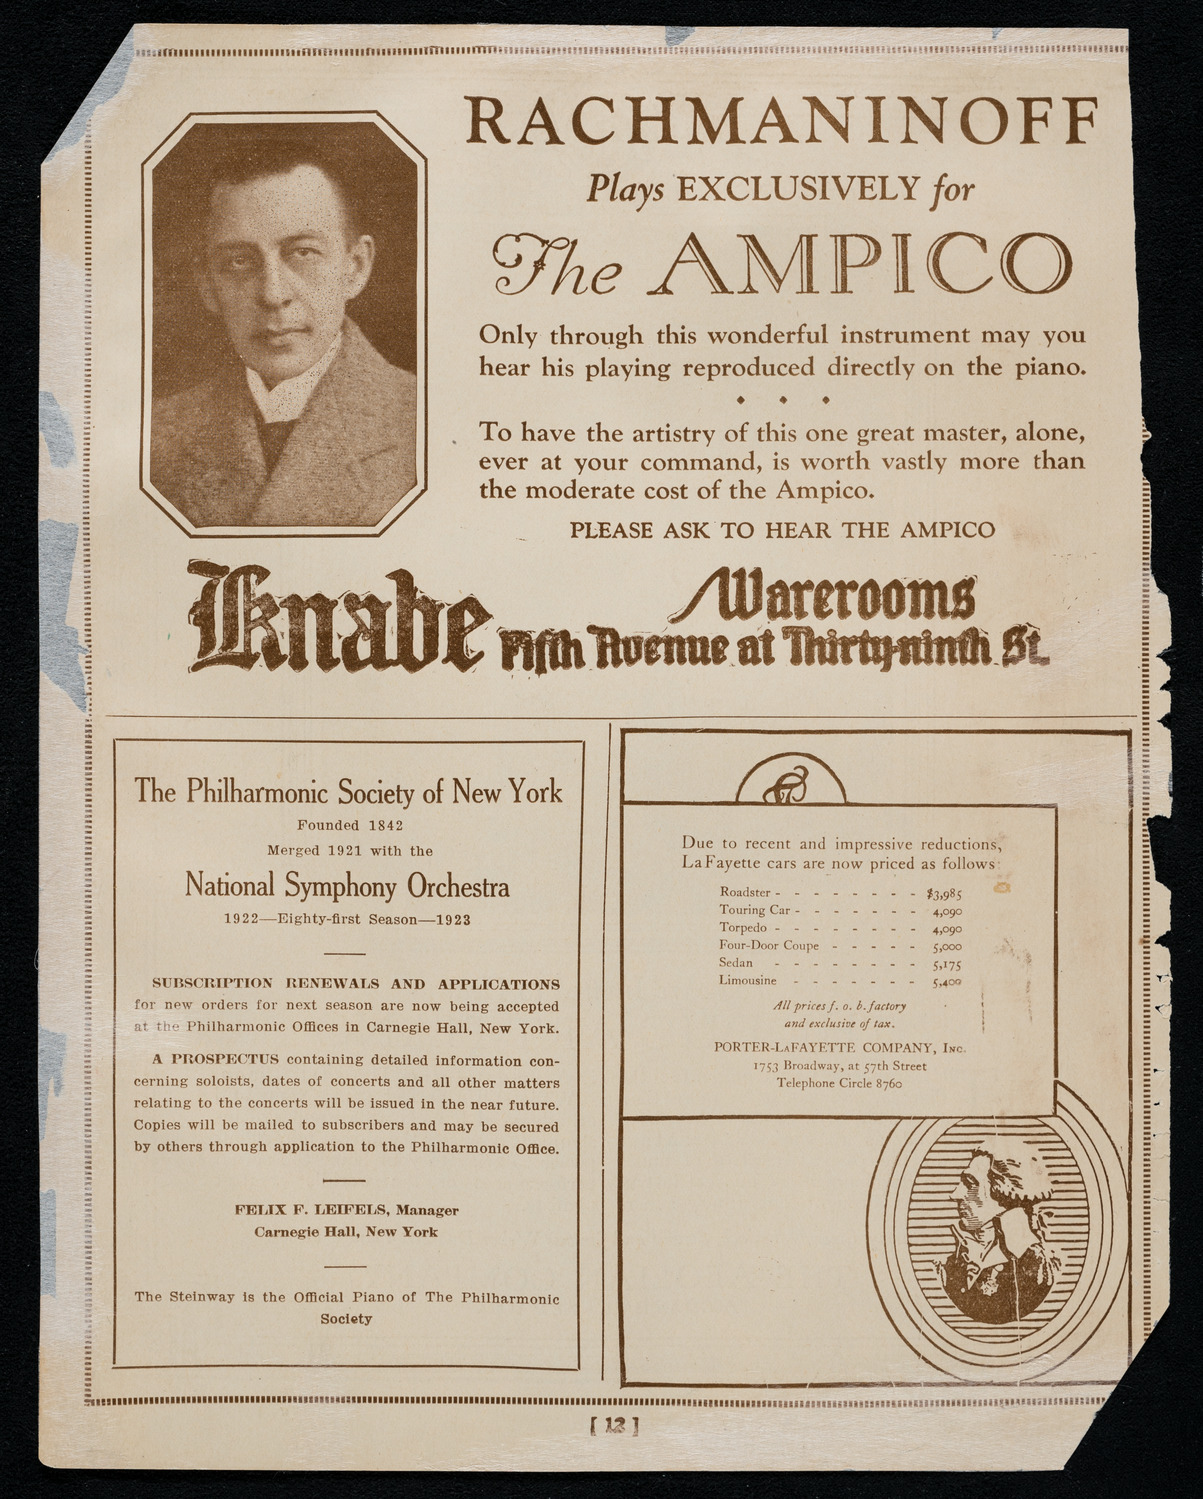 RACHMANINOFF
Plays EXCLUSIVELY for
The AMPICO
Only through this wonderful instrument may you
hear his playing reproduced directly on the piano.
To have the artistry of this one great master, alone,
ever at your command, is worth vastly more than
the moderate cost of the Ampico.
PLEASE ASK TO HEAR THE AMPICO
Knabe Warerooms
Fifth Avenue at Thirty-ninth St.
The Philharmonic Society of New York
Founded 1842
Merged 1921 with the
National Symphony Orchestra
1922—Eighty-first Season—1923
SUBSCRIPTION RENEWALS AND APPLICATIONS
for new orders for next season are now being accepted
at the Philharmonic Offices in Carnegie Hall, New York.
A PROSPECTUS containing detailed information con-
cerning soloists, dates of concerts and all other matters
relating to the concerts will be issued in the near future.
Copies will be mailed to subscribers and may be secured
by others through application to the Philharmonic Office.
FELIX F. LEIFELS, Manager
Carnegie Hall, New York
The Steinway is the Official Piano of The Philharmonic
Society
Due to recent and impressive reductions,
LaFayette cars are now priced as follows:
Roadster - - - - - - - - $3,985
Touring Car - - - - - - - 4,090
Torpedo - - - - - - - - 4,090
Four-Door Coupe - - - - - 5,000
Sedan - - - - - - - - 5,175
Limousine - - - - - - - 5,400
All prices f. o. b. factory
and exclusive of tax.
PORTER-LAFAYETTE COMPANY, INC.
1753 Broadway, at 57th Street
Telephone Circle 8760
[ 12 ]